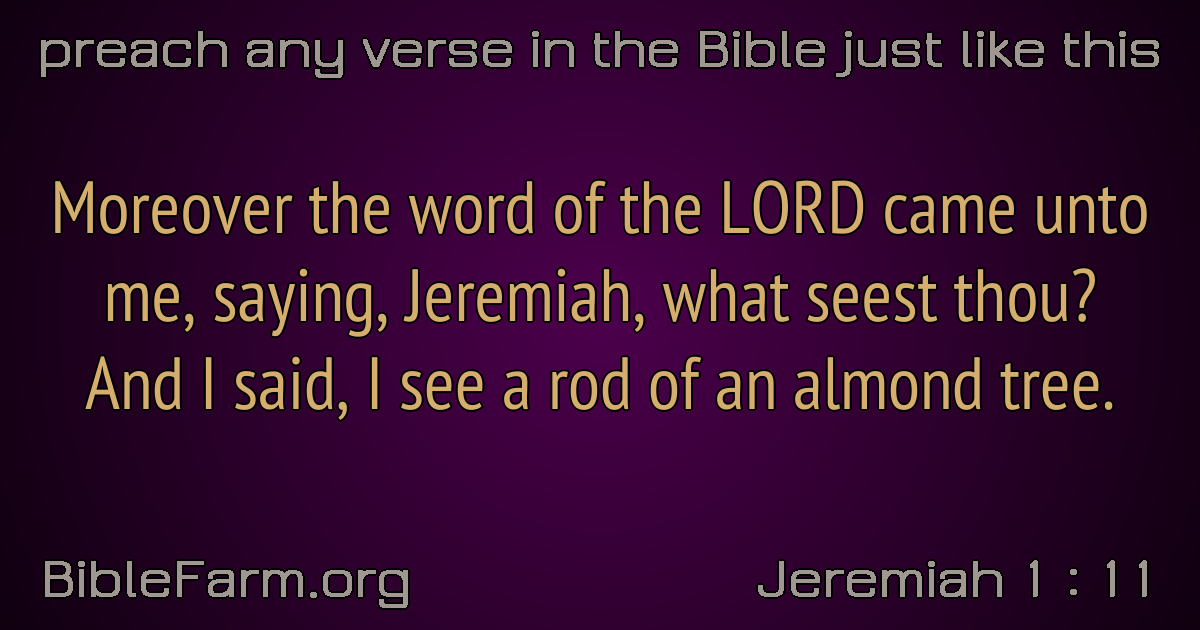 preach any verse in the Bible just like this
Moreover the word of the LORD came unto
me, saying, Jeremiah, what seest thou?
And I said, I see a rod of an almond tree.
BibleFarm.org
Jeremiah 1 : 11